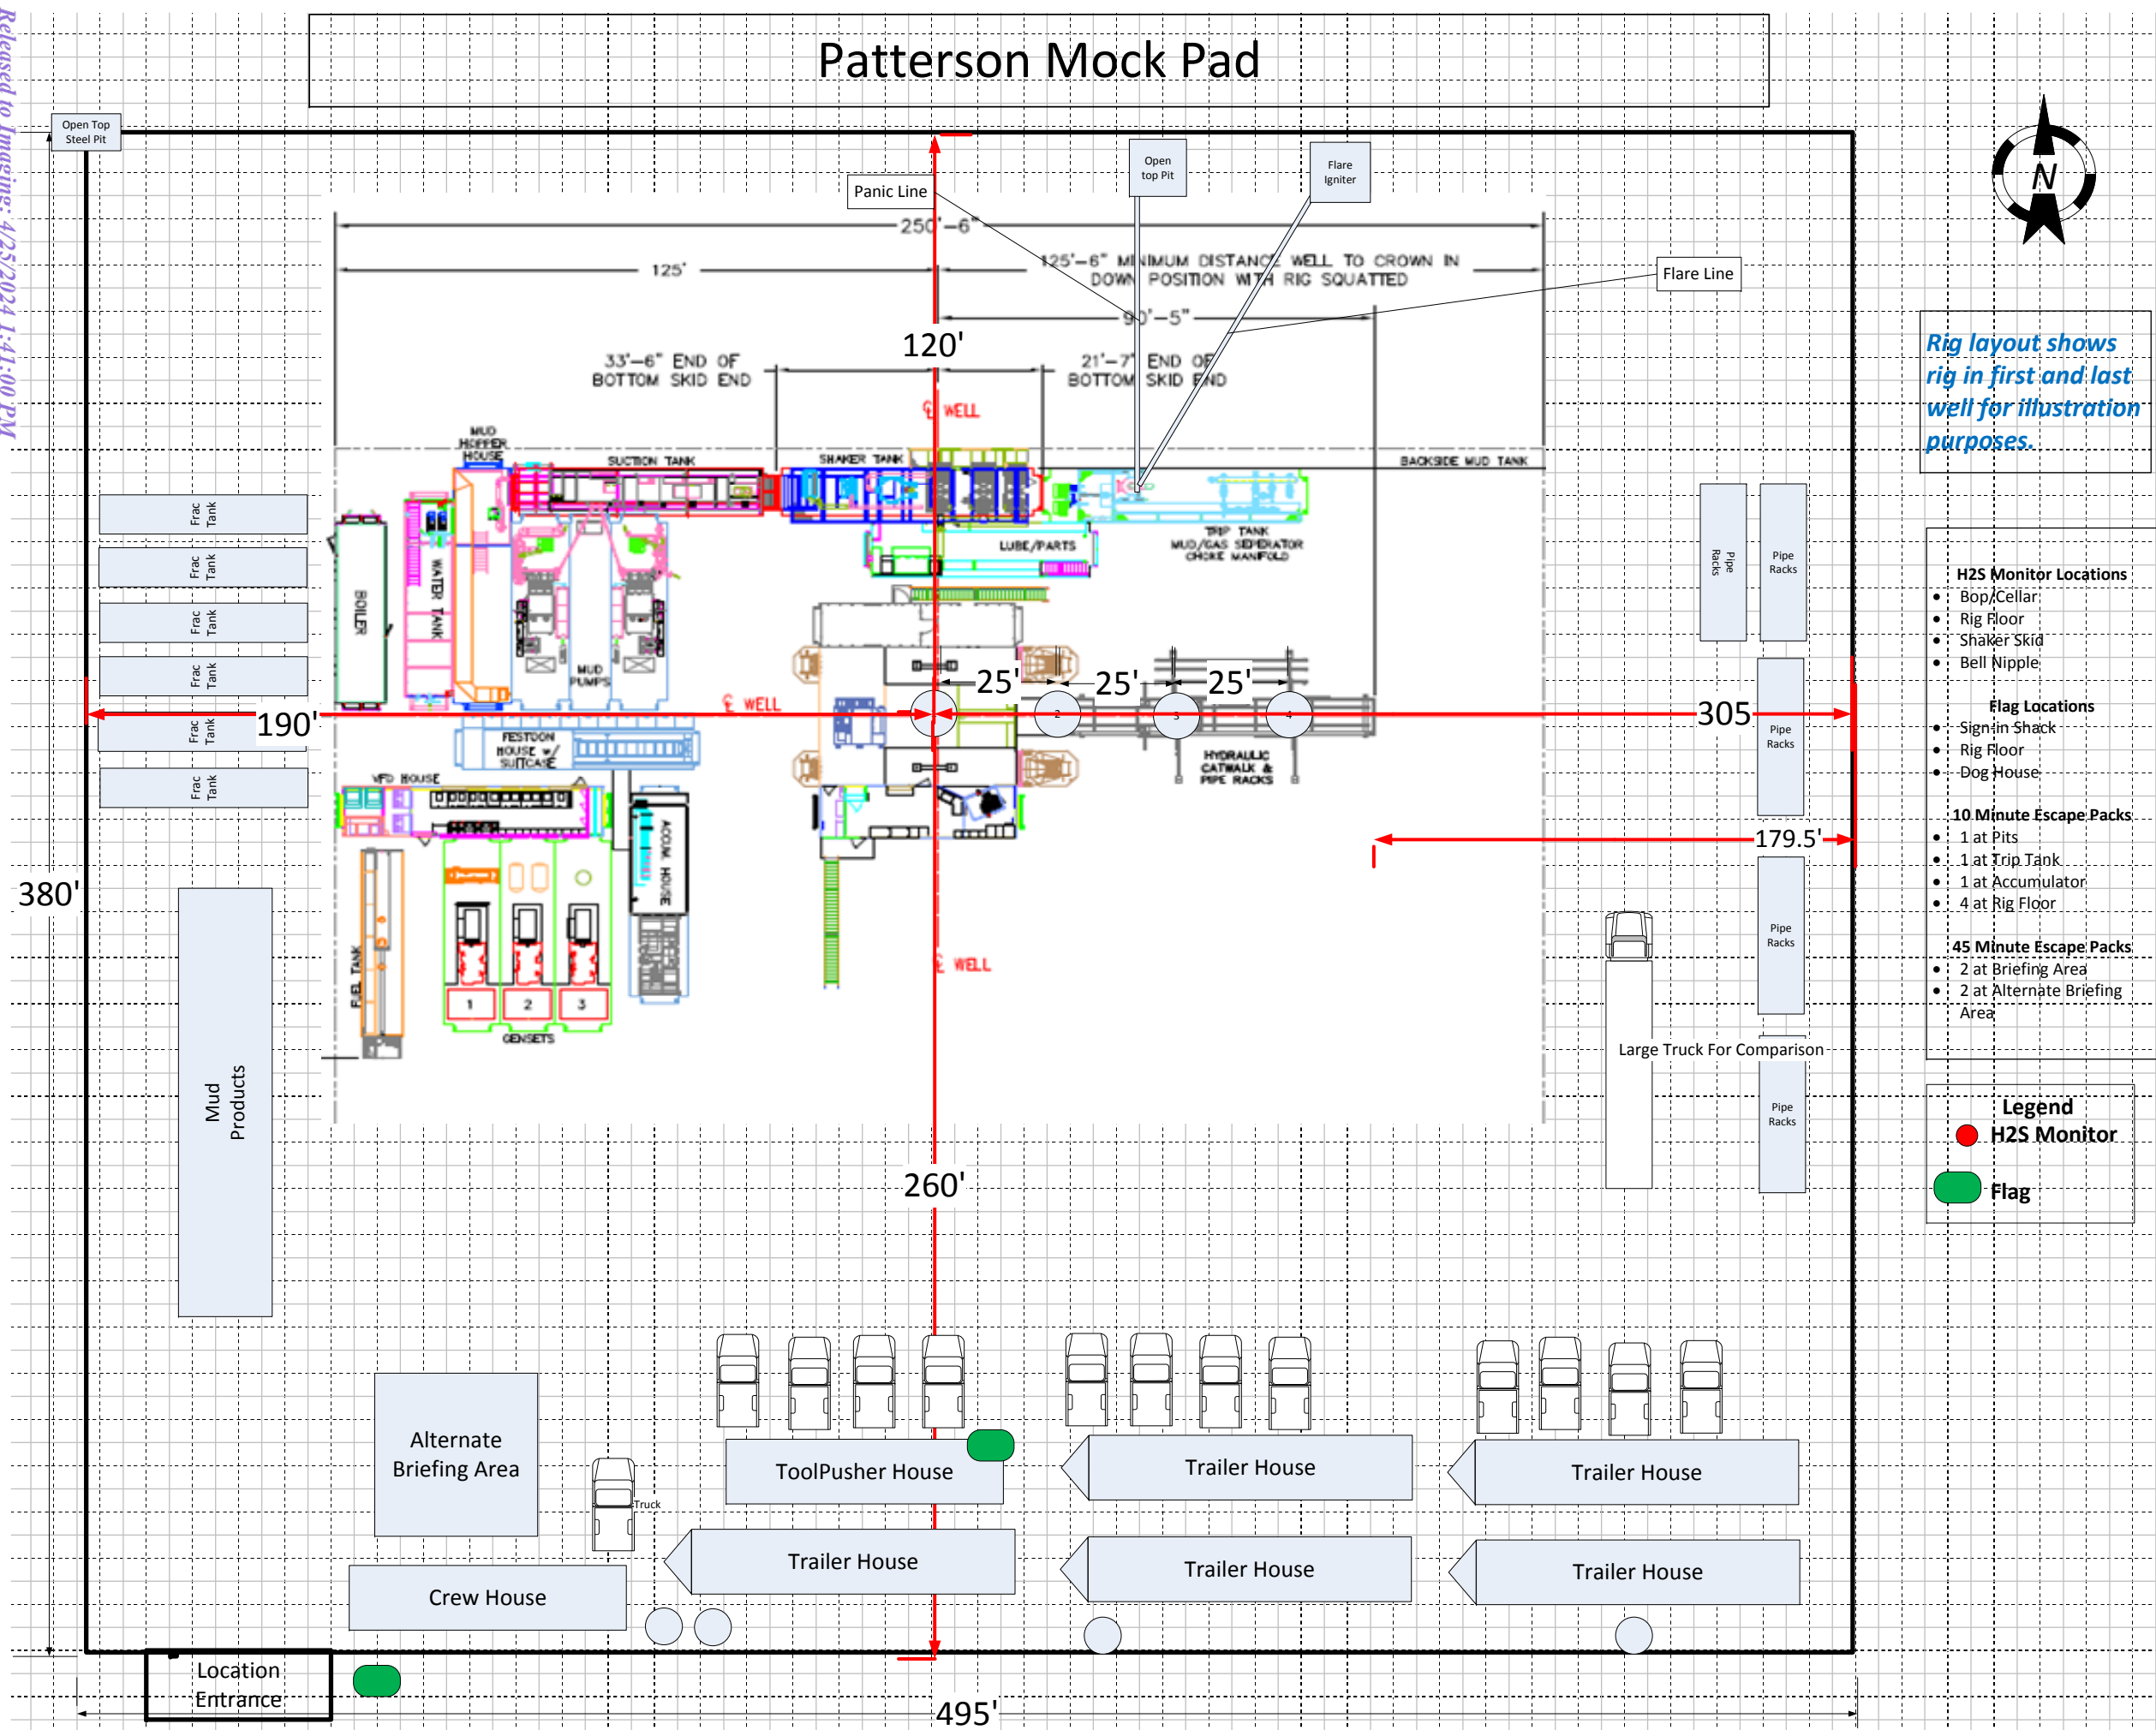 Released to Imaging: 4/25/2024 1:41:00 PM
Patterson Mock Pad
Open Top
Steel Pit
Panic Line
Open
top Pit
Flare
Igniter
N
250'-6"
125'
125'-6" MINIMUM DISTANCE WELL TO CROWN IN
DOWN POSITION WITH RIG SQUATTED
Flare Line
90'-5"
120'
33'-6" END OF
BOTTOM SKID END
21'-7" END OF
BOTTOM SKID END
℄ WELL
Rig layout shows
rig in first and last
well for illustration
purposes.
MUD
HOPPER
HOUSE
SUCTION TANK
SHAKER TANK
BACKSIDE MUD TANK
Frac
Tank
Frac
Tank
Frac
Tank
Frac
Tank
Frac
Tank
Frac
Tank
BOILER
WATER TANK
MUD
PUMPS
LUBE/PARTS
TRIP TANK
MUD/GAS SEPERATOR
CHOKE MANIFOLD
Pipe
Racks
Pipe
Racks
Pipe
Racks
Pipe
Racks
Pipe
Racks
H2S Monitor Locations
• Bop/Cellar
• Rig Floor
• Shaker Skid
• Bell Nipple
Flag Locations
• Sign-in Shack
• Rig Floor
• Dog House
10 Minute Escape Packs
• 1 at Pits
• 1 at Trip Tank
• 1 at Accumulator
• 4 at Rig Floor
45 Minute Escape Packs
• 2 at Briefing Area
• 2 at Alternate Briefing
Area
25'
25'
25'
190'
℄ WELL
2
3
4
305
FESTOON
HOUSE w/
SUITCASE
HYDRAULIC
CATWALK &
PIPE RACKS
VFD HOUSE
ACCUM. HOUSE
179.5'
380'
FUEL TANK
1
2
3
GENSETS
℄ WELL
Mud
Products
Large Truck For Comparison
Legend
H2S Monitor
Flag
260'
Alternate
Briefing Area
Truck
ToolPusher House
Trailer House
Trailer House
Trailer House
Trailer House
Trailer House
Crew House
Location
Entrance
495'